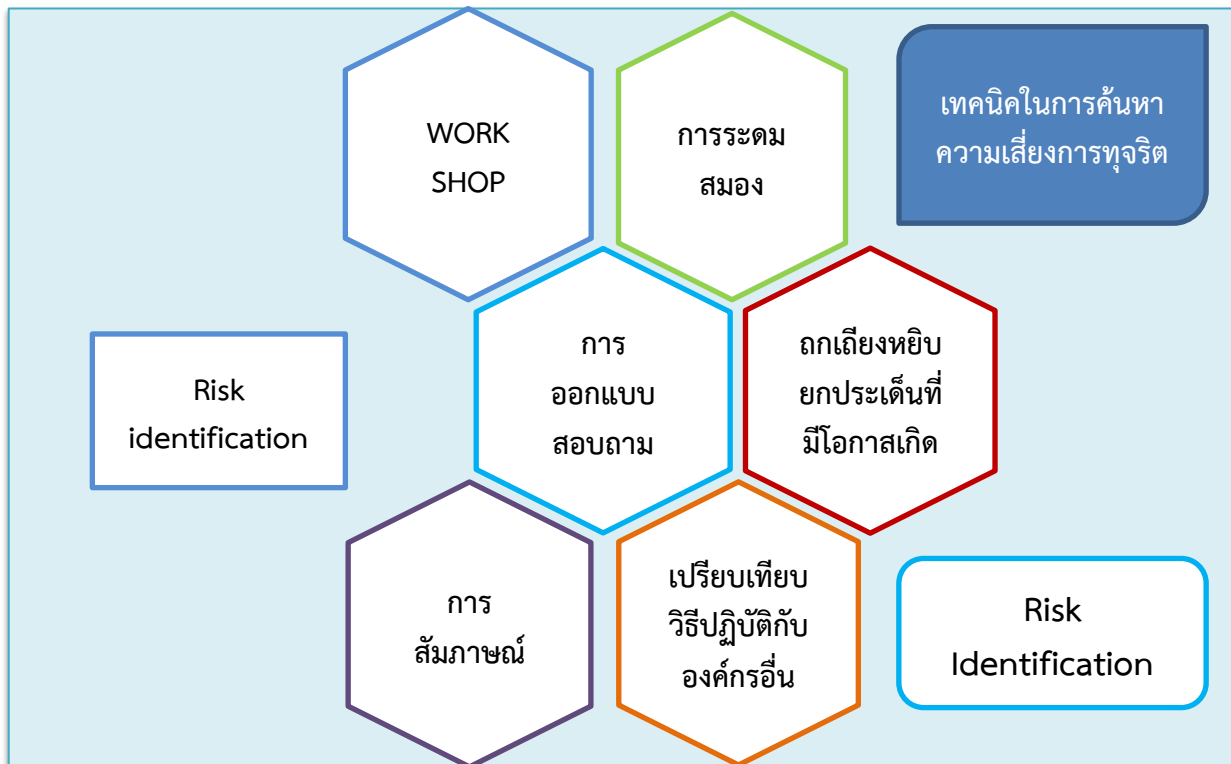 WORK
SHOP
การระดม
สมอง
เทคนิคในการค้นหา
ความเสี่ยงการทุจริต
Risk
identification
การ
ออกแบบ
สอบถาม
ถกเถียงหยิบ
ยกประเด็นที่
มีโอกาสเกิด
การ
สัมภาษณ์
เปรียบเทียบ
วิธีปฏิบัติกับ
องค์กรอื่น
Risk
Identification